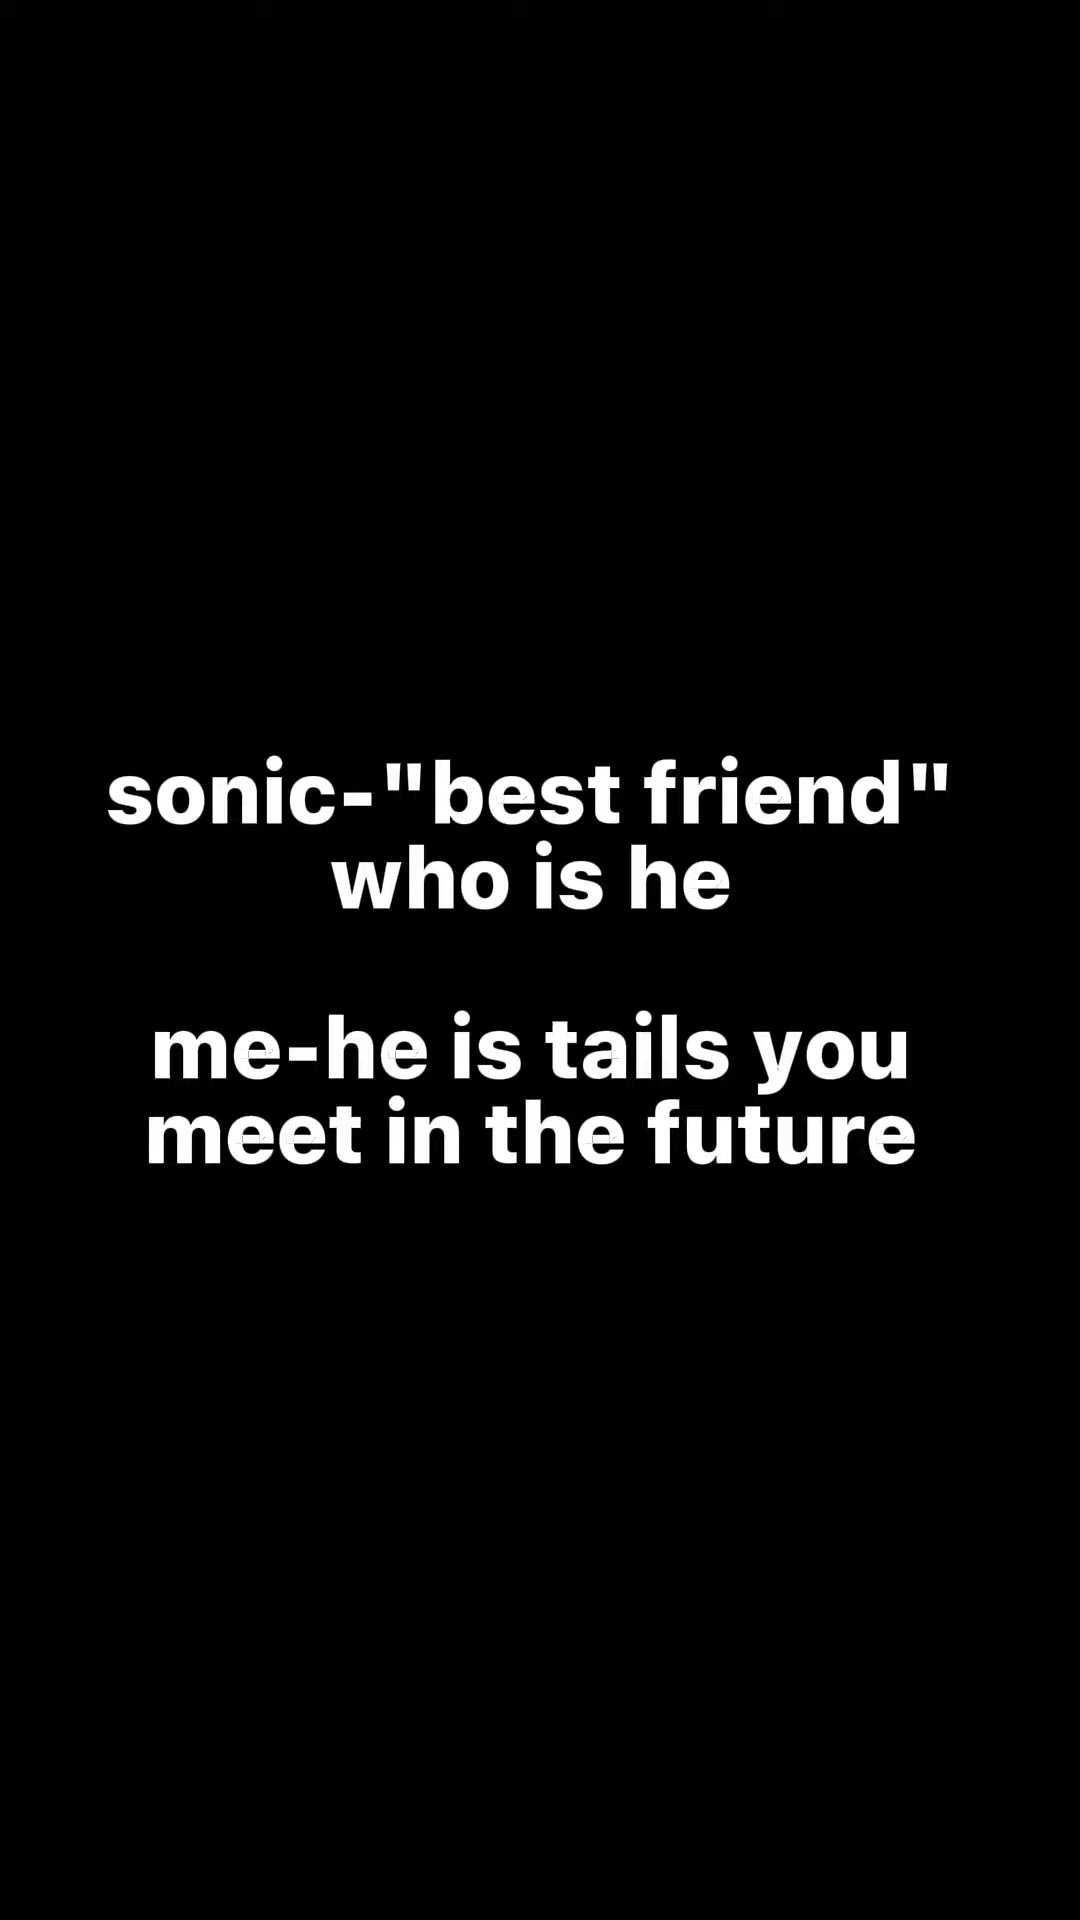 sonic-"best friend"
who is he
me-he is tails you
meet in the future